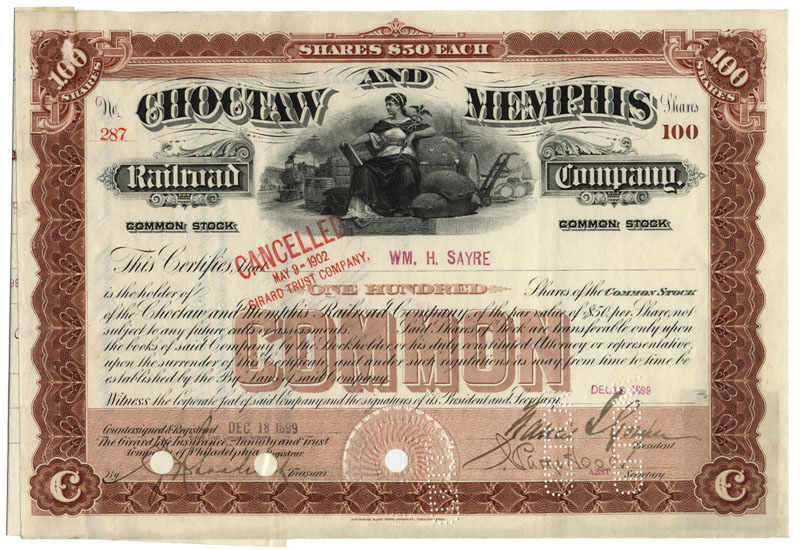 SHARES $50 EACH
100
SHARES
100
SHARES
No.
287
CHOCTAW AND MEMPHIS
Shares
100
Railroad
Company.
COMMON STOCK
COMMON STOCK
CANCELLED
MAY 9 - 1902
GIRARD TRUST COMPANY,
This Certifies that WM. H. SAYRE
is the holder of ONE HUNDRED Shares of the COMMON STOCK
of the Choctaw and Memphis Railroad Company of the par value of $50 per Share, not
subject to any future calls or assessments. Said Shares of Stock are transferable only upon
the books of said Company by the Stockholder, or his duly constituted Attorney or representative,
upon the surrender of this certificate and under such regulations as may from time to time be
established by the By Laws of said Company.
COMMON
Witness the Corporate Seal of said Company and the signatures of its President and Secretary.
DEC 18 1899
Countersigned & Registered DEC 18 1899
The Girard Life Insurance, Annuity and Trust
Company of Philadelphia Registrar
By
Treasurer
President
ASST. Secretary
C
C